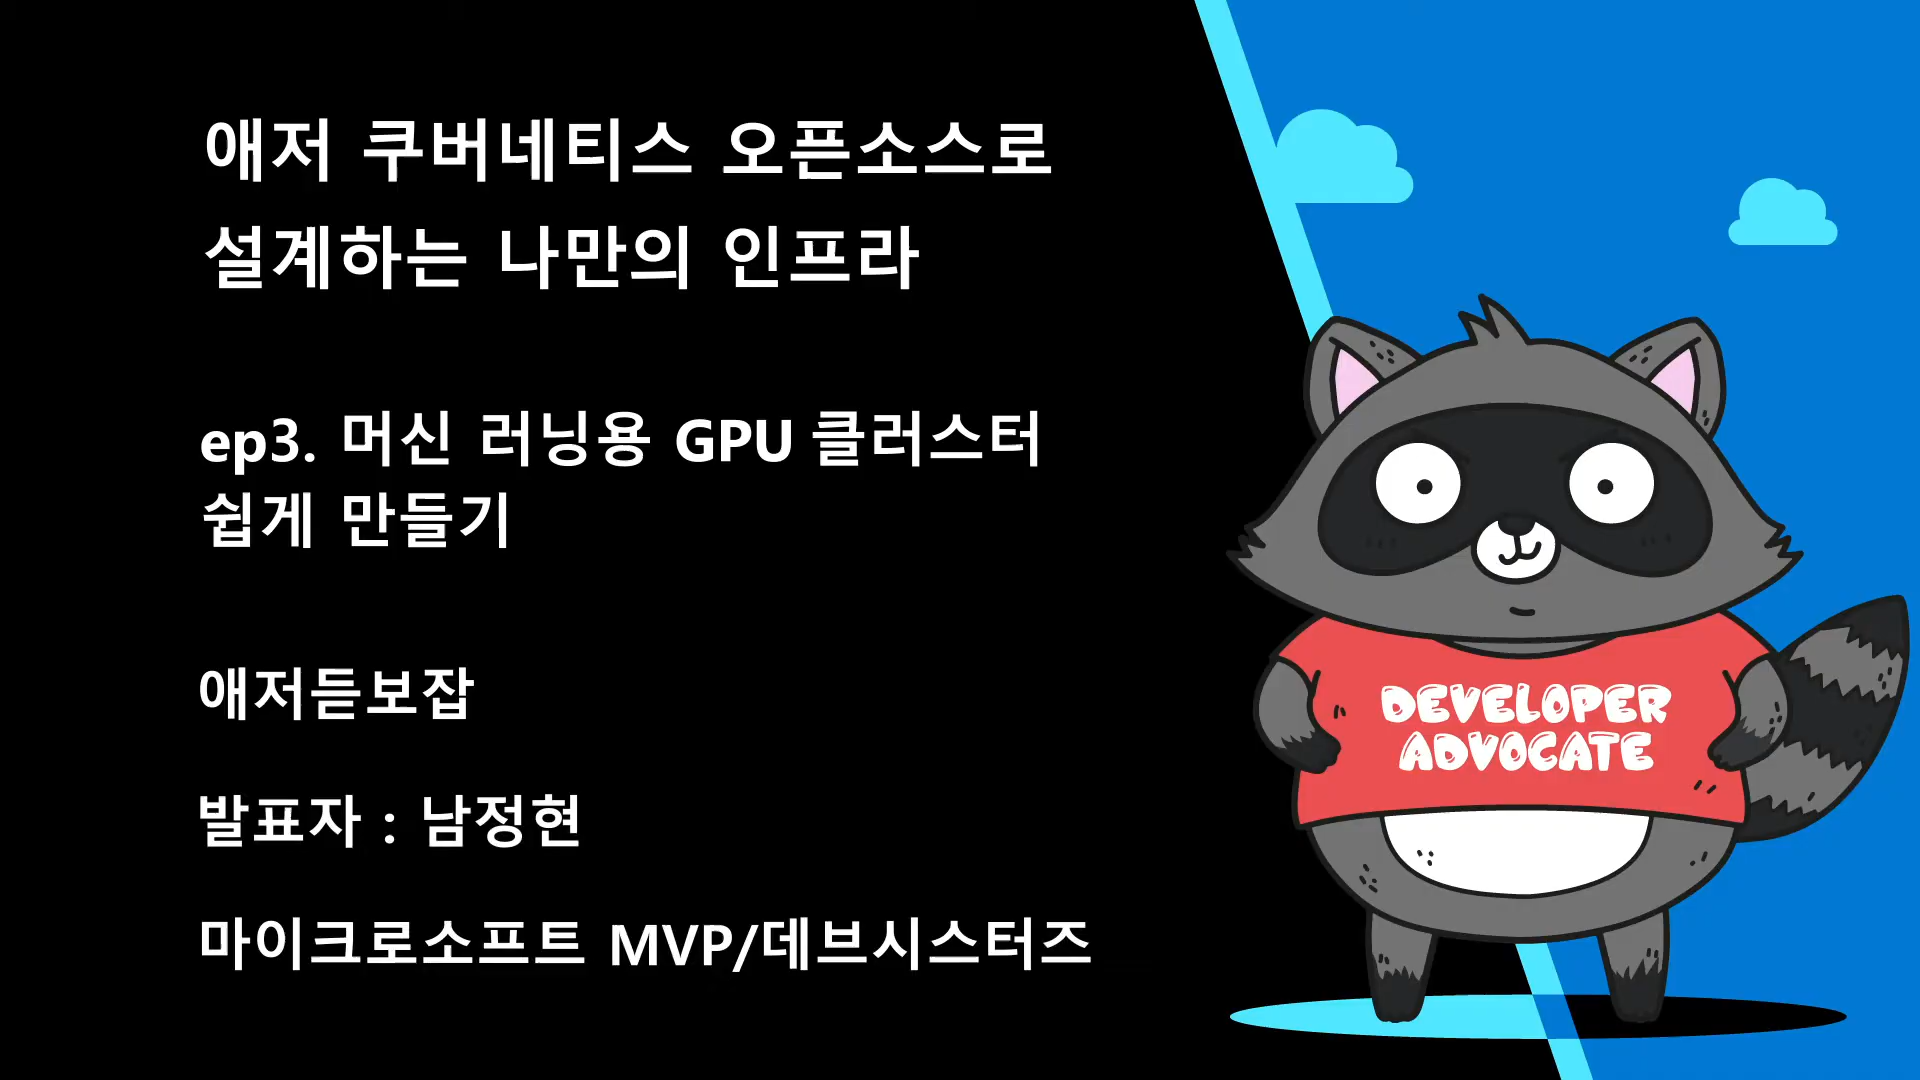 애저 쿠버네티스 오픈소스로
설계하는 나만의 인프라
ep3. 머신 러닝용 GPU 클러스터
쉽게 만들기
애저듣보잡
발표자 : 남정현
마이크로소프트 MVP/데브시스터즈
DEVELOPER
ADVOCATE